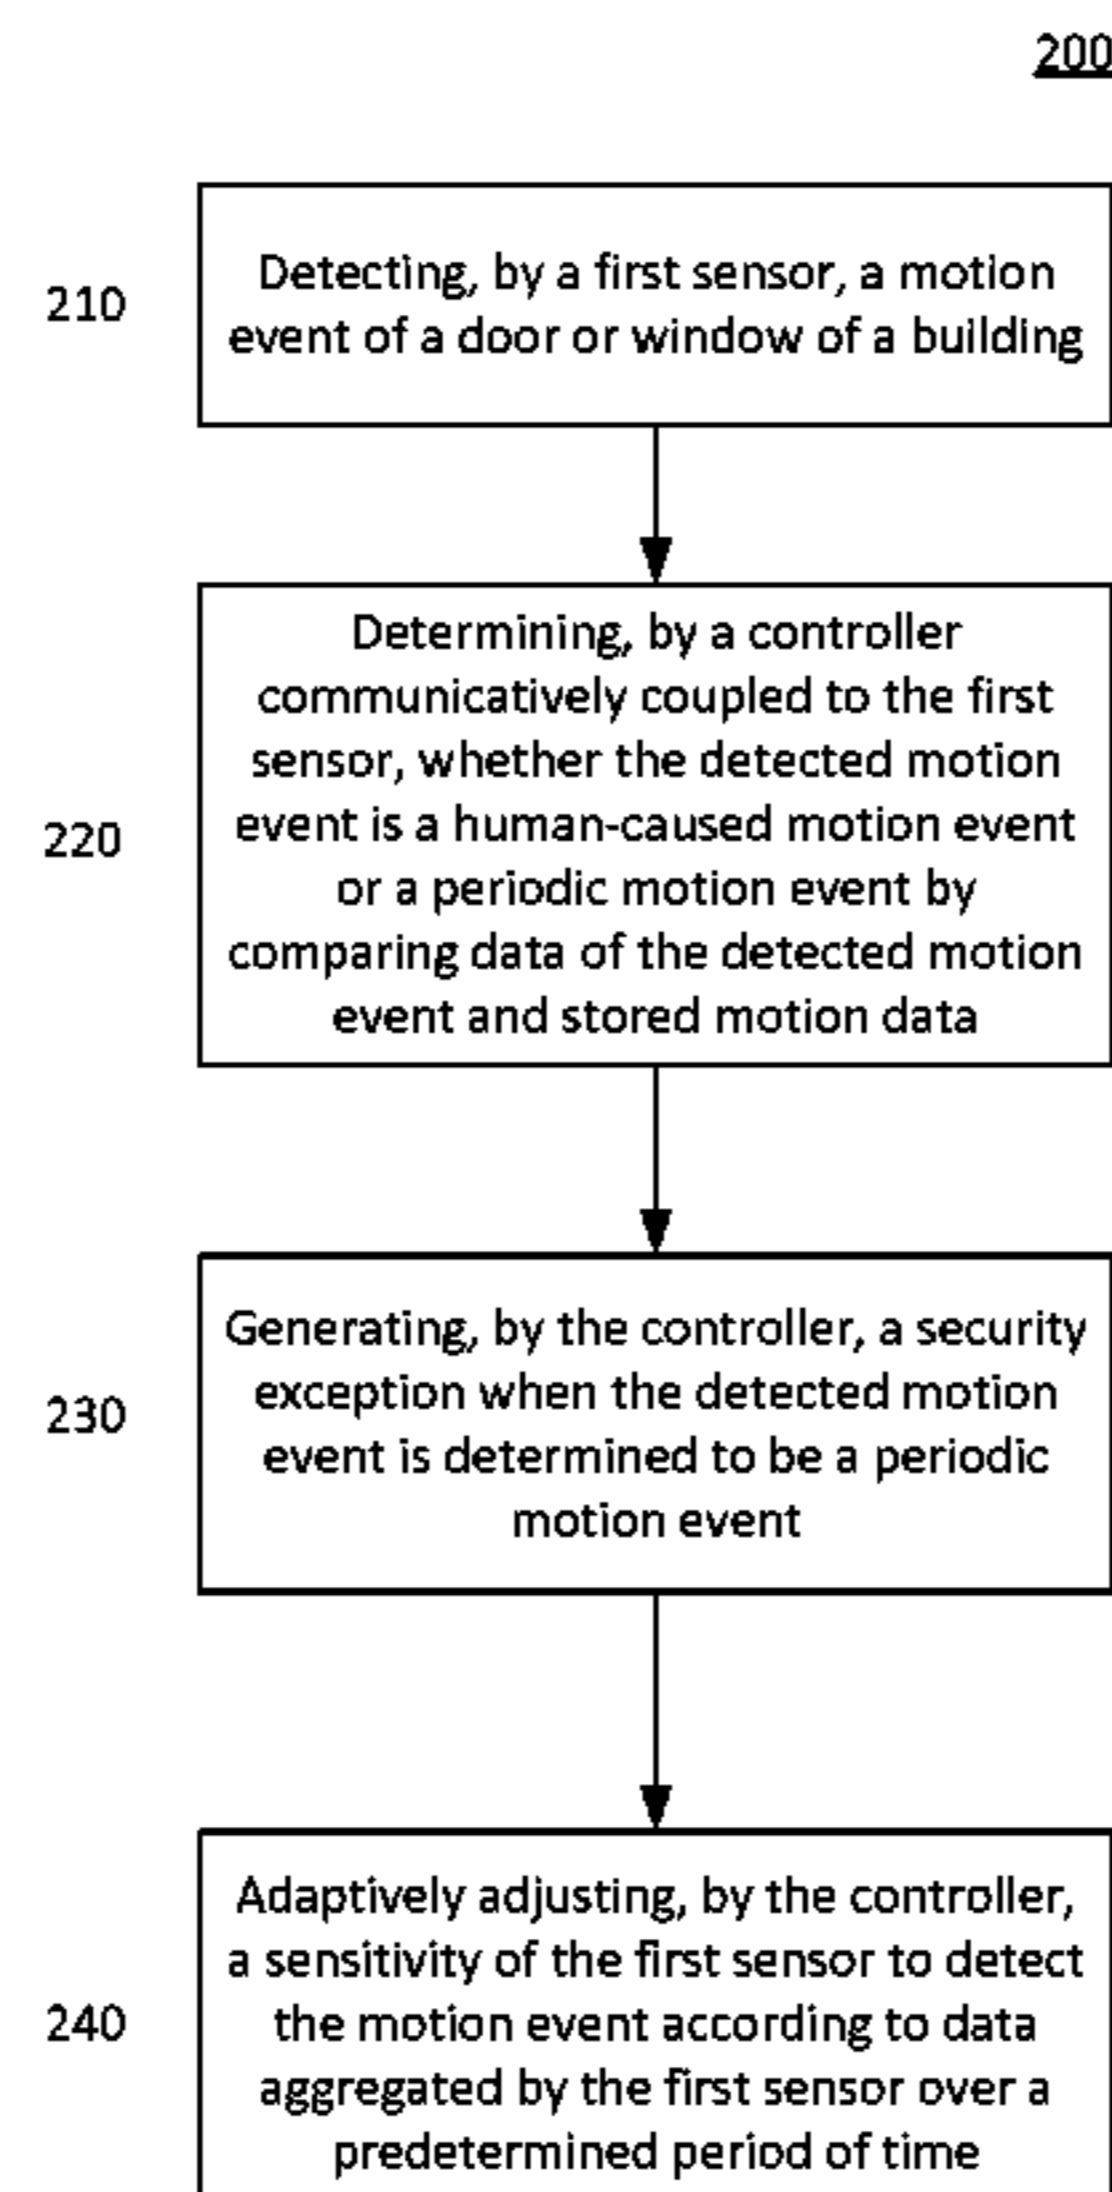 200
210
Detecting, by a first sensor, a motion
event of a door or window of a building
220
Determining, by a controller
communicatively coupled to the first
sensor, whether the detected motion
event is a human-caused motion event
or a periodic motion event by
comparing data of the detected motion
event and stored motion data
230
Generating, by the controller, a security
exception when the detected motion
event is determined to be a periodic
motion event
240
Adaptively adjusting, by the controller,
a sensitivity of the first sensor to detect
the motion event according to data
aggregated by the first sensor over a
predetermined period of time